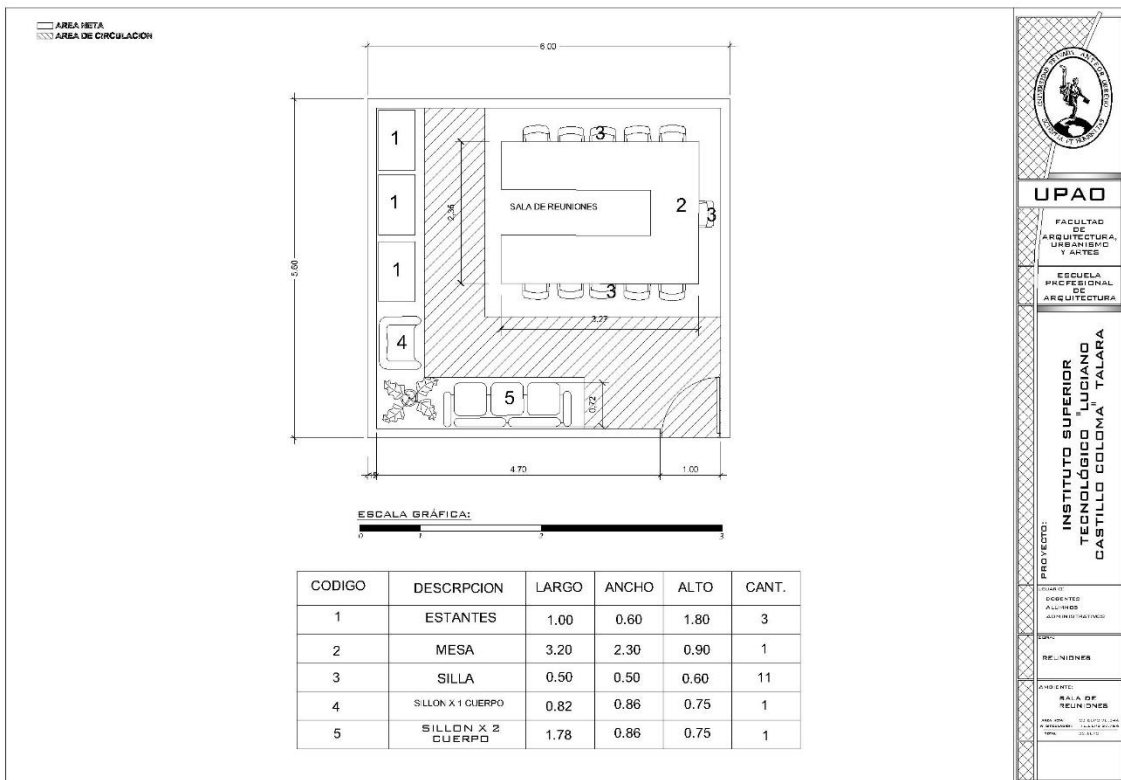 AREA NETA
AREA DE CIRCULACION
6.00
5.60
1
1
1
3
2.36
SALA DE REUNIONES
2
3
3
3.27
4
5
0.72
4.70
1.00
ESCALA GRÁFICA:
0 1 2 3
CODIGO DESCRPCION LARGO ANCHO ALTO CANT.
1 ESTANTES 1.00 0.60 1.80 3
2 MESA 3.20 2.30 0.90 1
3 SILLA 0.50 0.50 0.60 11
4 SILLON X 1 CUERPO 0.82 0.86 0.75 1
5 SILLON X 2
CUERPO 1.78 0.86 0.75 1
UPAO
FACULTAD
DE
ARQUITECTURA,
URBANISMO
Y ARTES
ESCUELA
PROFESIONAL
DE
ARQUITECTURA
PROYECTO:
INSTITUTO SUPERIOR
TECNOLÓGICO "LUCIANO
CASTILLO COLOMA" TALARA
DOCENTES
ALUMNOS
ADMINISTRATIVOS
REUNIONES
AMBIENTE:
SALA DE
REUNIONES